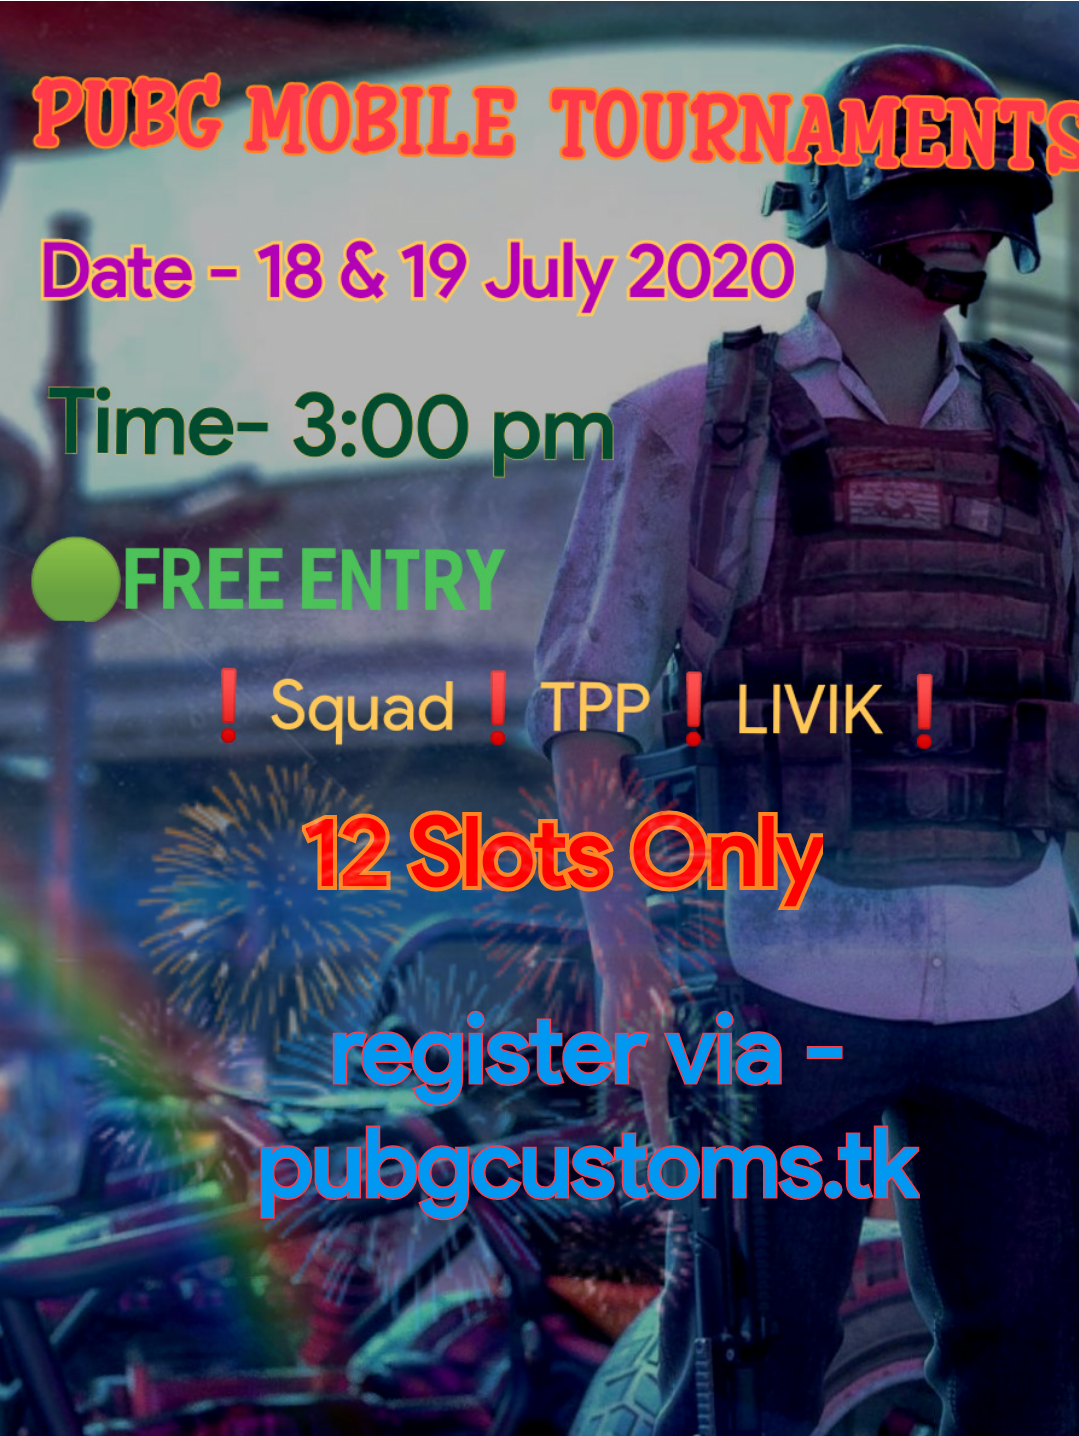 PUBG MOBILE TOURNAMENTS
Date - 18 & 19 July 2020
Time- 3:00 pm
🟢FREE ENTRY
❗Squad❗TPP❗LIVIK❗
12 Slots Only
register via -
pubgcustoms.tk